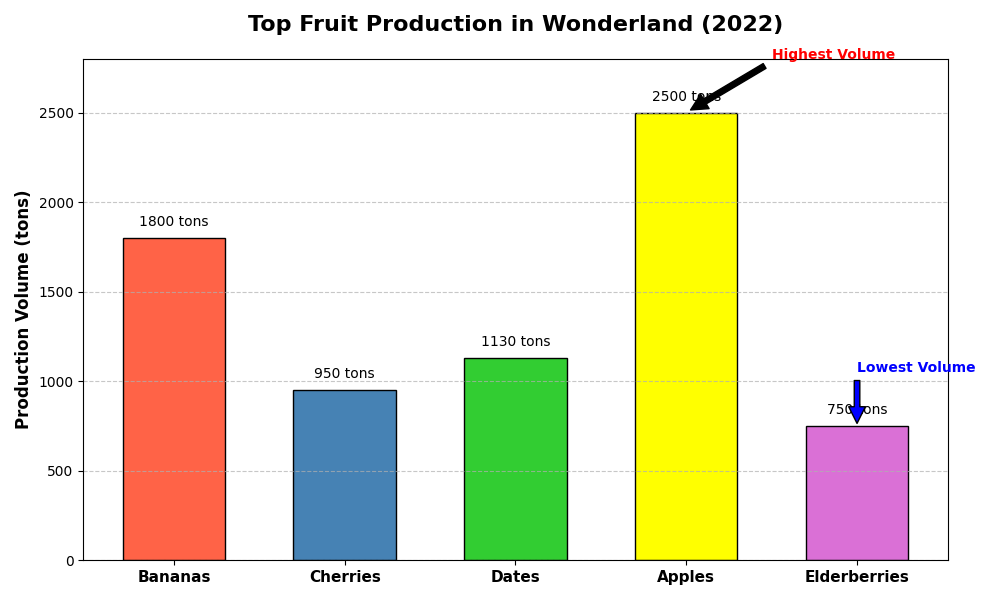 Top Fruit Production in Wonderland (2022)
Highest Volume
2500 tons
2500
2000
1800 tons
1500
1130 tons
Lowest Volume
1000
950 tons
750 tons
500
0
Production Volume (tons)
Bananas
Cherries
Dates
Apples
Elderberries